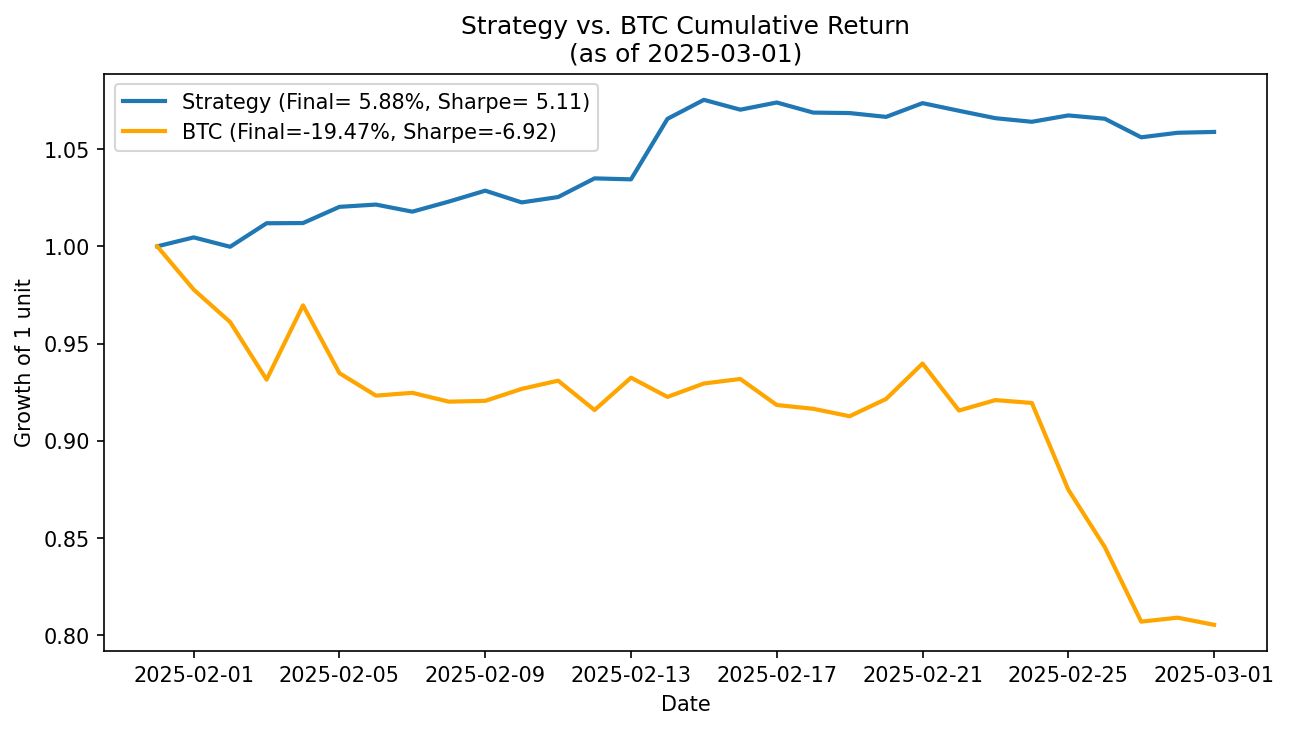 Strategy vs. BTC Cumulative Return
(as of 2025-03-01)
Strategy (Final= 5.88%, Sharpe= 5.11)
BTC (Final=-19.47%, Sharpe=-6.92)
Growth of 1 unit
1.05
1.00
0.95
0.90
0.85
0.80
2025-02-01 2025-02-05 2025-02-09 2025-02-13 2025-02-17 2025-02-21 2025-02-25 2025-03-01
Date